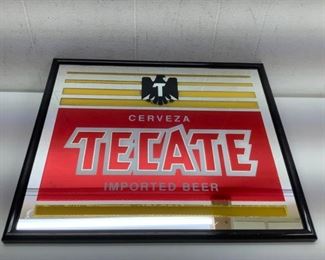 T
CERVEZA
TECATE
IMPORTED BEER